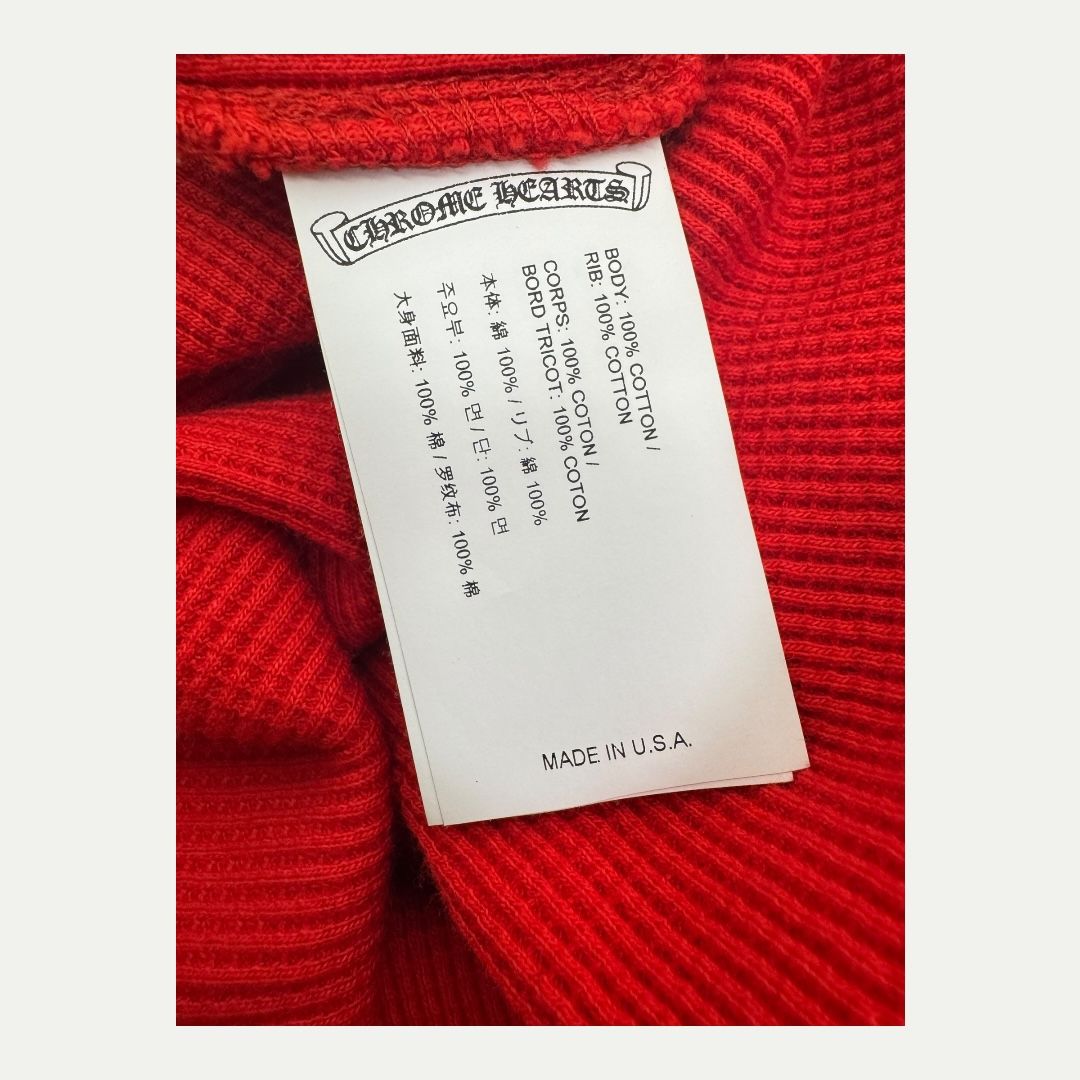 CHROME HEARTS
BODY: 100% COTTON /
RIB: 100% COTTON
CORPS: 100% COTON /
BORD TRICOT: 100% COTON
本体: 綿 100% / リブ: 綿 100%
주요부: 100% 면 / 단: 100% 면
大身面料: 100% 棉 / 罗纹布: 100% 棉
MADE IN U.S.A.